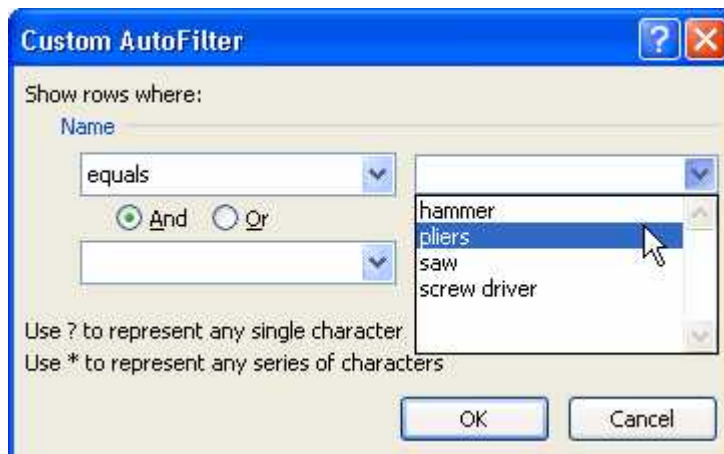 Custom AutoFilter
?
Show rows where:
Name
equals
And Or
hammer
pliers
saw
screw driver
Use ? to represent any single character
Use * to represent any series of characters
OK Cancel